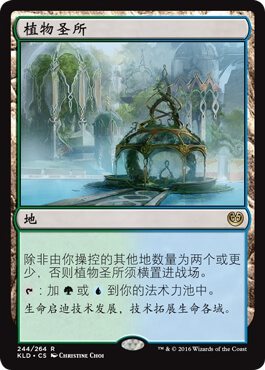 植物圣所
地
除非由你操控的其他地数量为两个或更
少，否则植物圣所须横置进战场。
：加或到你的法术力池中。
生命启迪技术发展，技术拓展生命各域。
244/264 R
KLD • CS Christine Choi
™ & © 2016 Wizards of the Coast